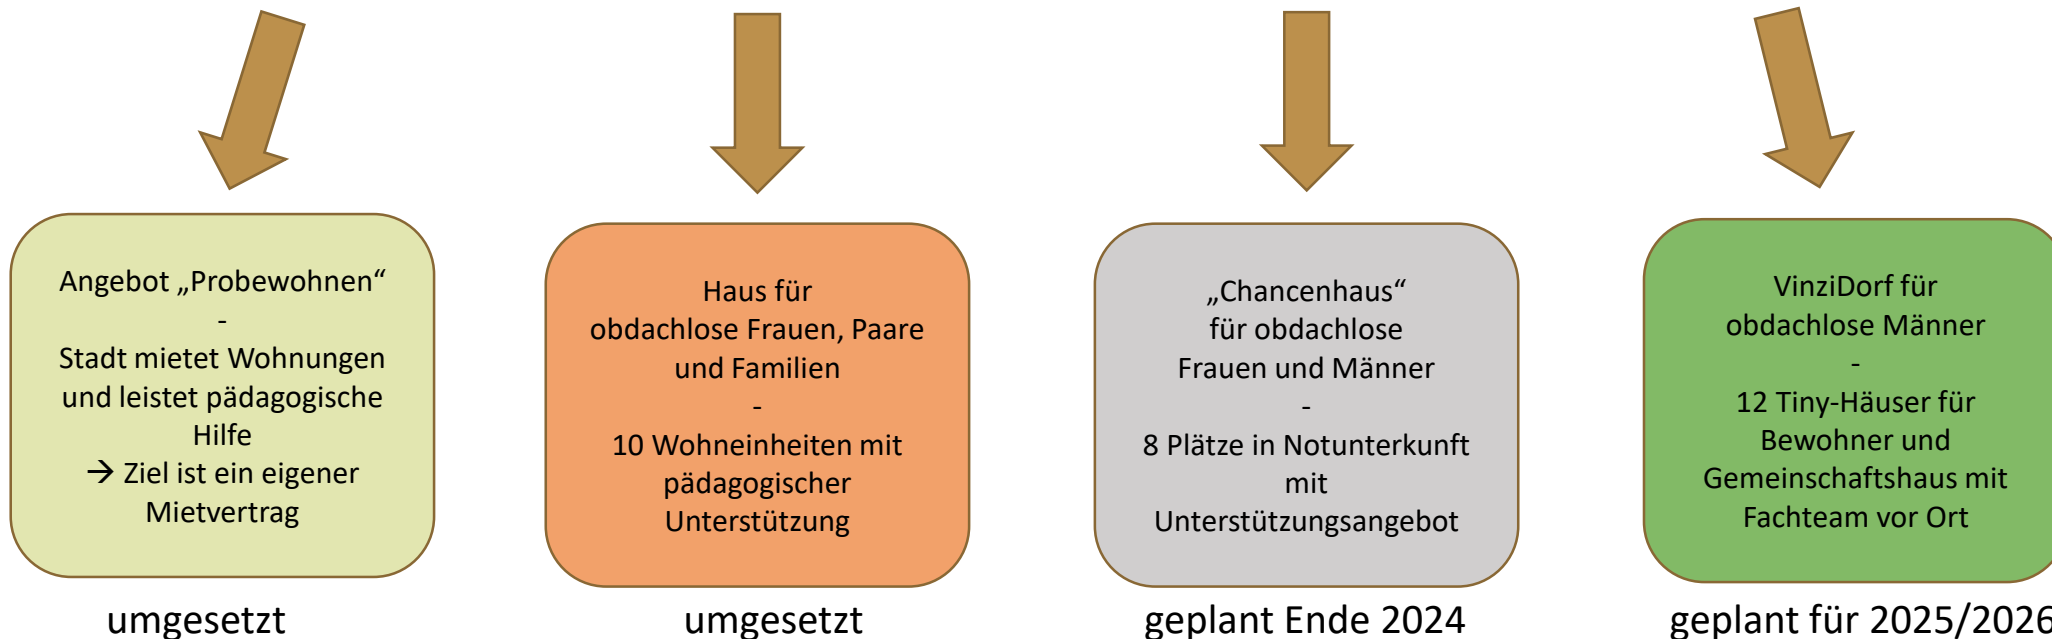 Angebot „Probewohnen“
-
Stadt mietet Wohnungen
und leistet pädagogische
Hilfe
→ Ziel ist ein eigener
Mietvertrag
umgesetzt
Haus für
obdachlose Frauen, Paare
und Familien
-
10 Wohneinheiten mit
pädagogischer
Unterstützung
umgesetzt
„Chancenhaus“
für obdachlose
Frauen und Männer
-
8 Plätze in Notunterkunft
mit
Unterstützungsangebot
geplant Ende 2024
VinziDorf für
obdachlose Männer
-
12 Tiny-Häuser für
Bewohner und
Gemeinschaftshaus mit
Fachteam vor Ort
geplant für 2025/2026